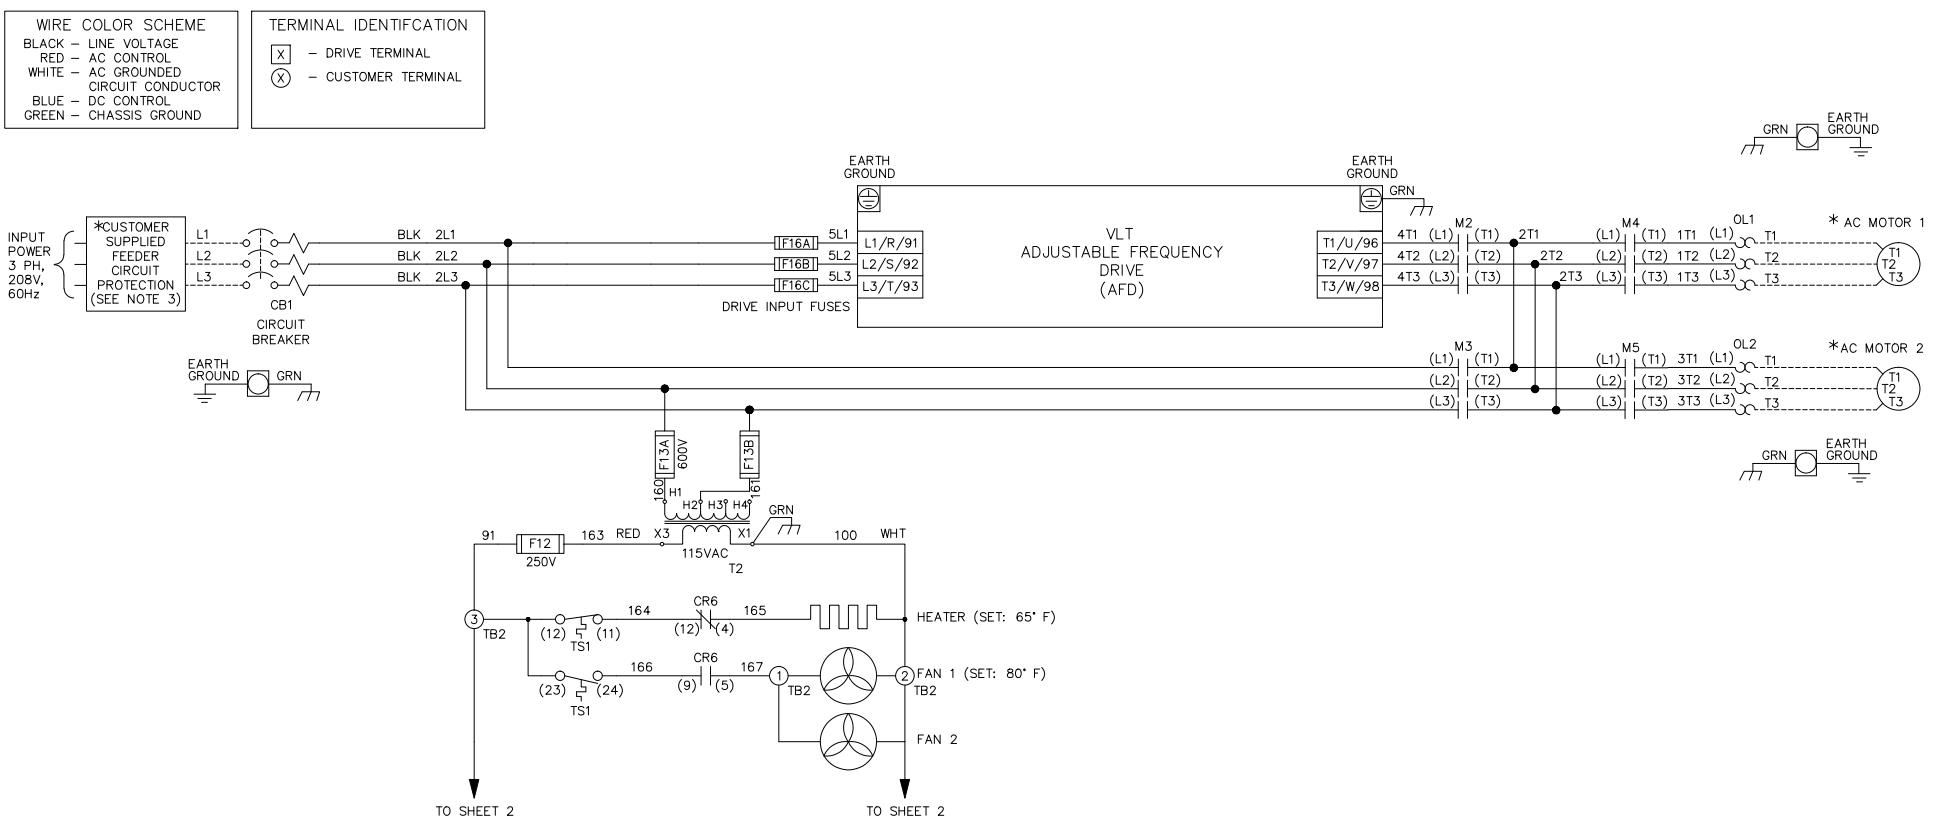 WIRE COLOR SCHEME
BLACK – LINE VOLTAGE
RED – AC CONTROL
WHITE – AC GROUNDED
CIRCUIT CONDUCTOR
BLUE – DC CONTROL
GREEN – CHASSIS GROUND
TERMINAL IDENTIFCATION
X – DRIVE TERMINAL
X – CUSTOMER TERMINAL
INPUT
POWER
3 PH,
208V,
60Hz
*CUSTOMER
SUPPLIED
FEEDER
CIRCUIT
PROTECTION
(SEE NOTE 3)
L1
L2
L3
CB1
CIRCUIT
BREAKER
EARTH
GROUND
GRN
BLK 2L1
BLK 2L2
BLK 2L3
F16A
F16B
F16C
5L1
5L2
5L3
DRIVE INPUT FUSES
EARTH
GROUND
L1/R/91
L2/S/92
L3/T/93
VLT
ADJUSTABLE FREQUENCY
DRIVE
(AFD)
EARTH
GROUND
GRN
T1/U/96
T2/V/97
T3/W/98
4T1 (L1) M2 (T1) 2T1 (L1) M4 (T1) 1T1 (L1) OL1 T1
4T2 (L2) (T2) 2T2 (L2) (T2) 1T2 (L2) T2
4T3 (L3) (T3) 2T3 (L3) (T3) 1T3 (L3) T3
GRN
EARTH
GROUND
* AC MOTOR 1
T1
T2
T3
(L1) M3 (T1) (L1) M5 (T1) 3T1 (L1) OL2 T1
(L2) (T2) (L2) (T2) 3T2 (L2) T2
(L3) (T3) (L3) (T3) 3T3 (L3) T3
*AC MOTOR 2
T1
T2
T3
GRN
EARTH
GROUND
F13A
600V
F13B
160
161
H1
H2 H3 H4
GRN
91
F12
250V
163 RED X3
115VAC
X1
T2
100 WHT
3
TB2
(12) (11)
TS1
164
CR6
(12) (4)
165
HEATER (SET: 65° F)
(23) (24)
TS1
166
CR6
(9) (5)
167
1
TB2
2
TB2
FAN 1 (SET: 80° F)
FAN 2
TO SHEET 2
TO SHEET 2